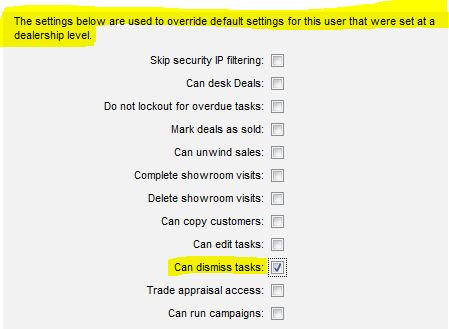 The settings below are used to override default settings for this user that were set at a
dealership level.
Skip security IP filtering:
Can desk Deals:
Do not lockout for overdue tasks:
Mark deals as sold:
Can unwind sales:
Complete showroom visits:
Delete showroom visits:
Can copy customers:
Can edit tasks:
Can dismiss tasks:
Trade appraisal access:
Can run campaigns: